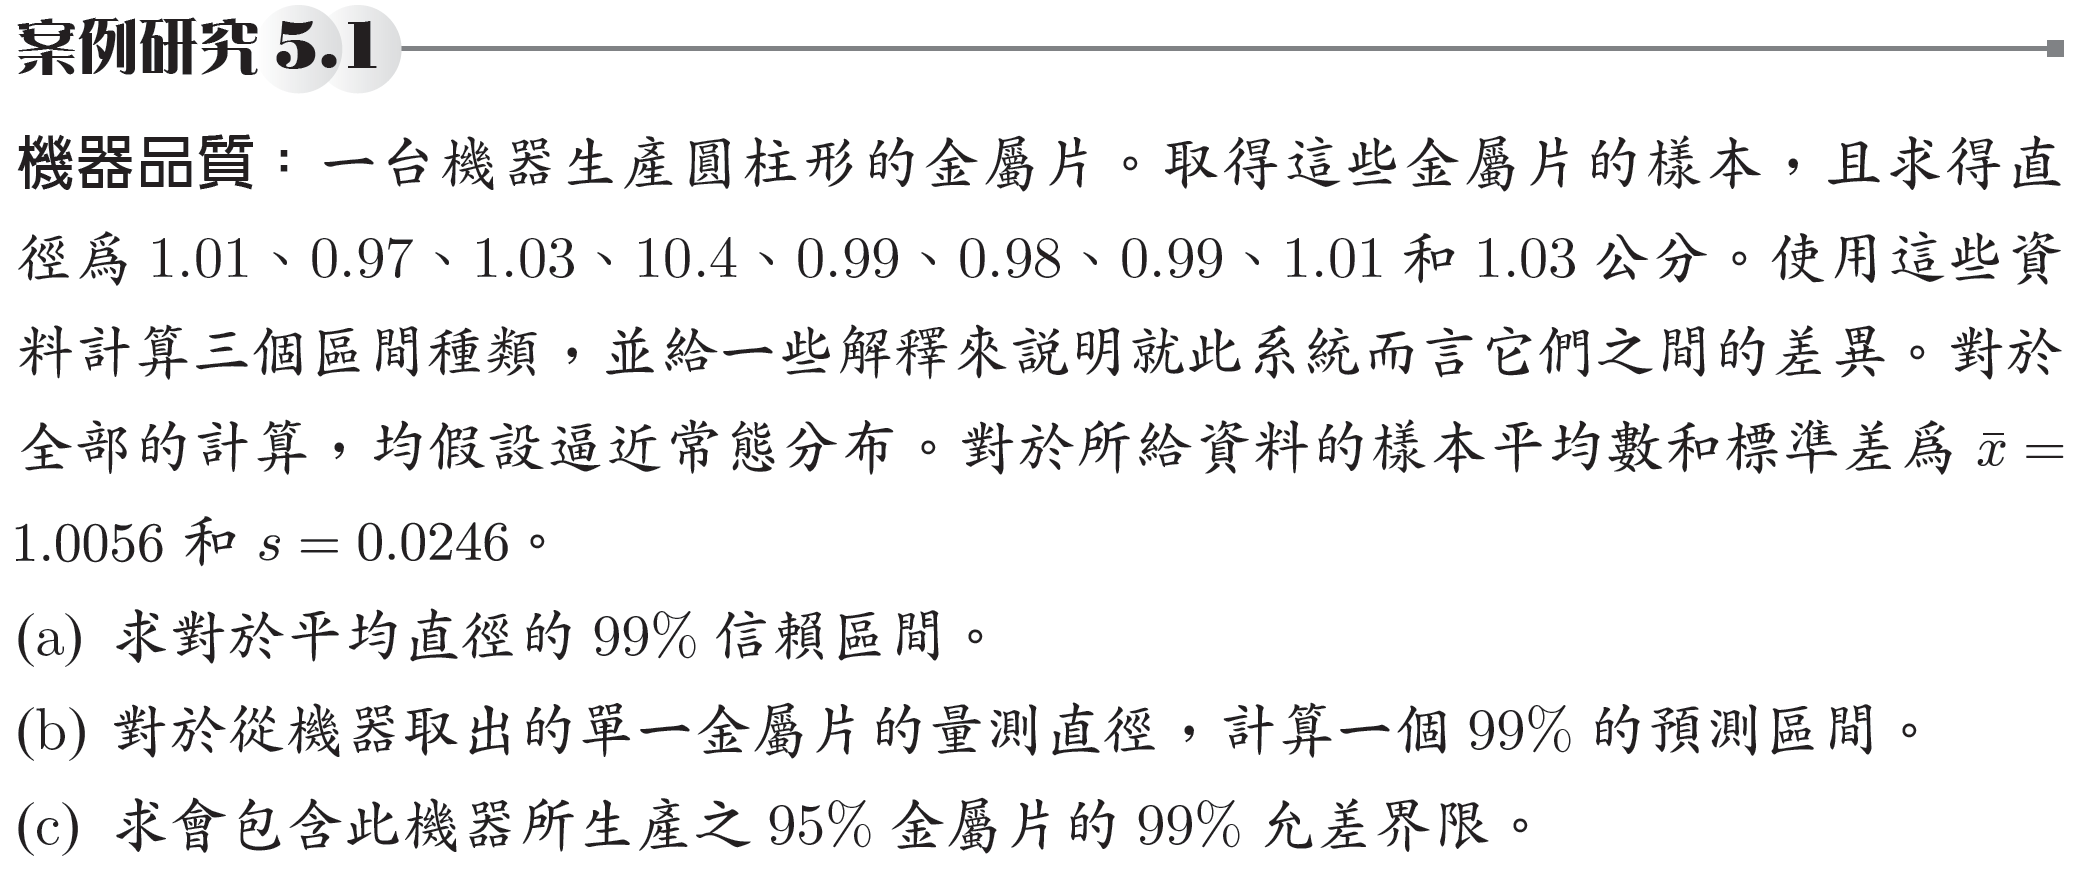 案例研究 5.1
機器品質：一台機器生產圓柱形的金屬片。取得這些金屬片的樣本，且求得直
徑爲 1.01、0.97、1.03、10.4、0.99、0.98、0.99、1.01 和 1.03 公分。使用這些資
料計算三個區間種類，並給一些解釋來說明就此系統而言它們之間的差異。對於
全部的計算，均假設逼近常態分布。對於所給資料的樣本平均數和標準差爲 x̄ =
1.0056 和 s = 0.0246。
(a) 求對於平均直徑的 99% 信賴區間。
(b) 對於從機器取出的單一金屬片的量測直徑，計算一個 99% 的預測區間。
(c) 求會包含此機器所生產之 95% 金屬片的 99% 允差界限。